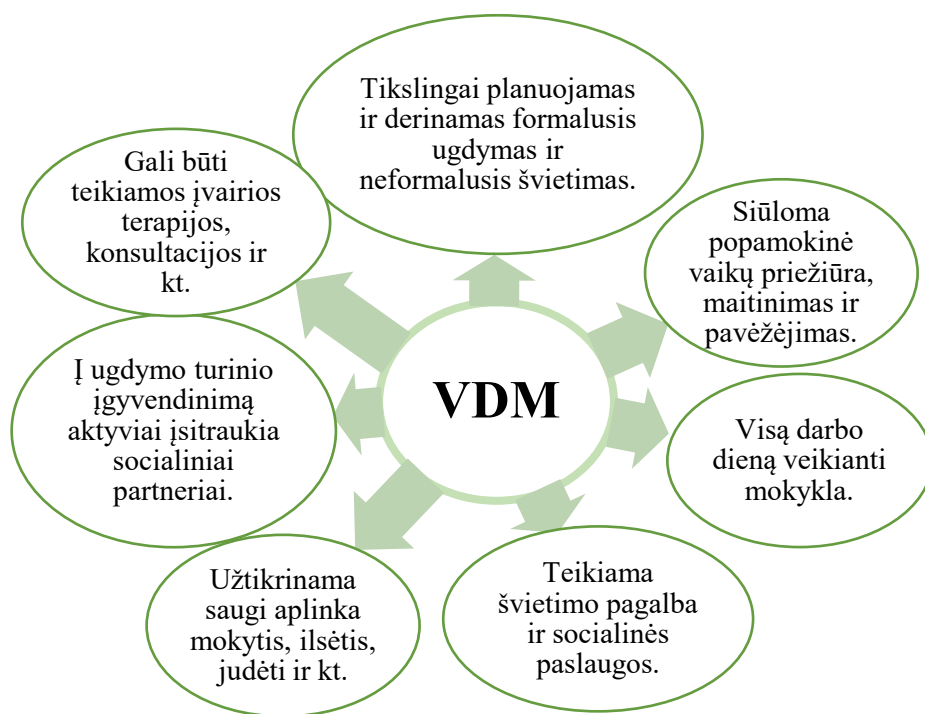 Tikslingai planuojamas
ir derinamas formalusis
ugdymas ir
neformalusis švietimas.
Gali būti
teikiamos įvairios
terapijos,
konsultacijos ir
kt.
Siūloma
popamokinė
vaikų priežiūra,
maitinimas ir
pavėžėjimas.
Į ugdymo turinio
įgyvendinimą
aktyviai įsitraukia
socialiniai
partneriai.
VDM
Visą darbo
dieną veikianti
mokykla.
Užtikrinama
saugi aplinka
mokytis, ilsėtis,
judėti ir kt.
Teikiama
švietimo pagalba
ir socialinės
paslaugos.